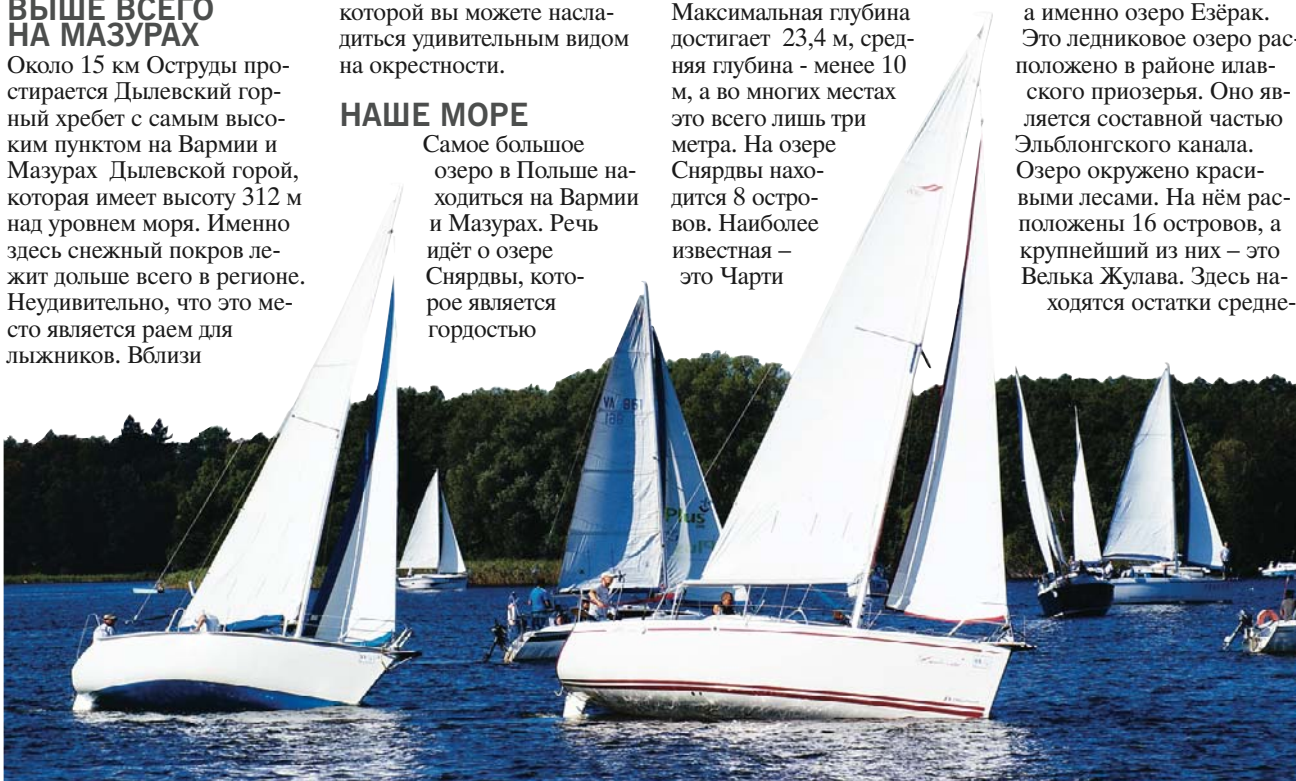 ВЫШЕ ВСЕГО
НА МАЗУРАХ
Около 15 км Оструды про-
стирается Дылевский гор-
ный хребет с самым высо-
ким пунктом на Вармии и
Мазурах Дылевской горой,
которая имеет высоту 312 м
над уровнем моря. Именно
здесь снежный покров ле-
жит дольше всего в регионе.
Неудивительно, что это ме-
сто является раем для
лыжников. Вблизи
которой вы можете насла-
диться удивительным видом
на окрестности.
НАШЕ МОРЕ
Самое большое
озеро в Польше на-
ходиться на Вармии
и Мазурах. Речь
идёт о озере
Снярдвы, кото-
рое является
гордостью
Максимальная глубина
достигает 23,4 м, сред-
няя глубина - менее 10
м, а во многих местах
это всего лишь три
метра. На озере
Снярдвы нахо-
дится 8 остро-
вов. Наиболее
известная –
это Чарти
а именно озеро Езёрак.
Это ледниковое озеро рас-
положено в районе илав-
ского приозерья. Оно яв-
ляется составной частью
Эльблонгского канала.
Озеро окружено краси-
выми лесами. На нём рас-
положены 16 островов, а
крупнейший из них – это
Велька Жулава. Здесь на-
ходятся остатки средне-
Plus